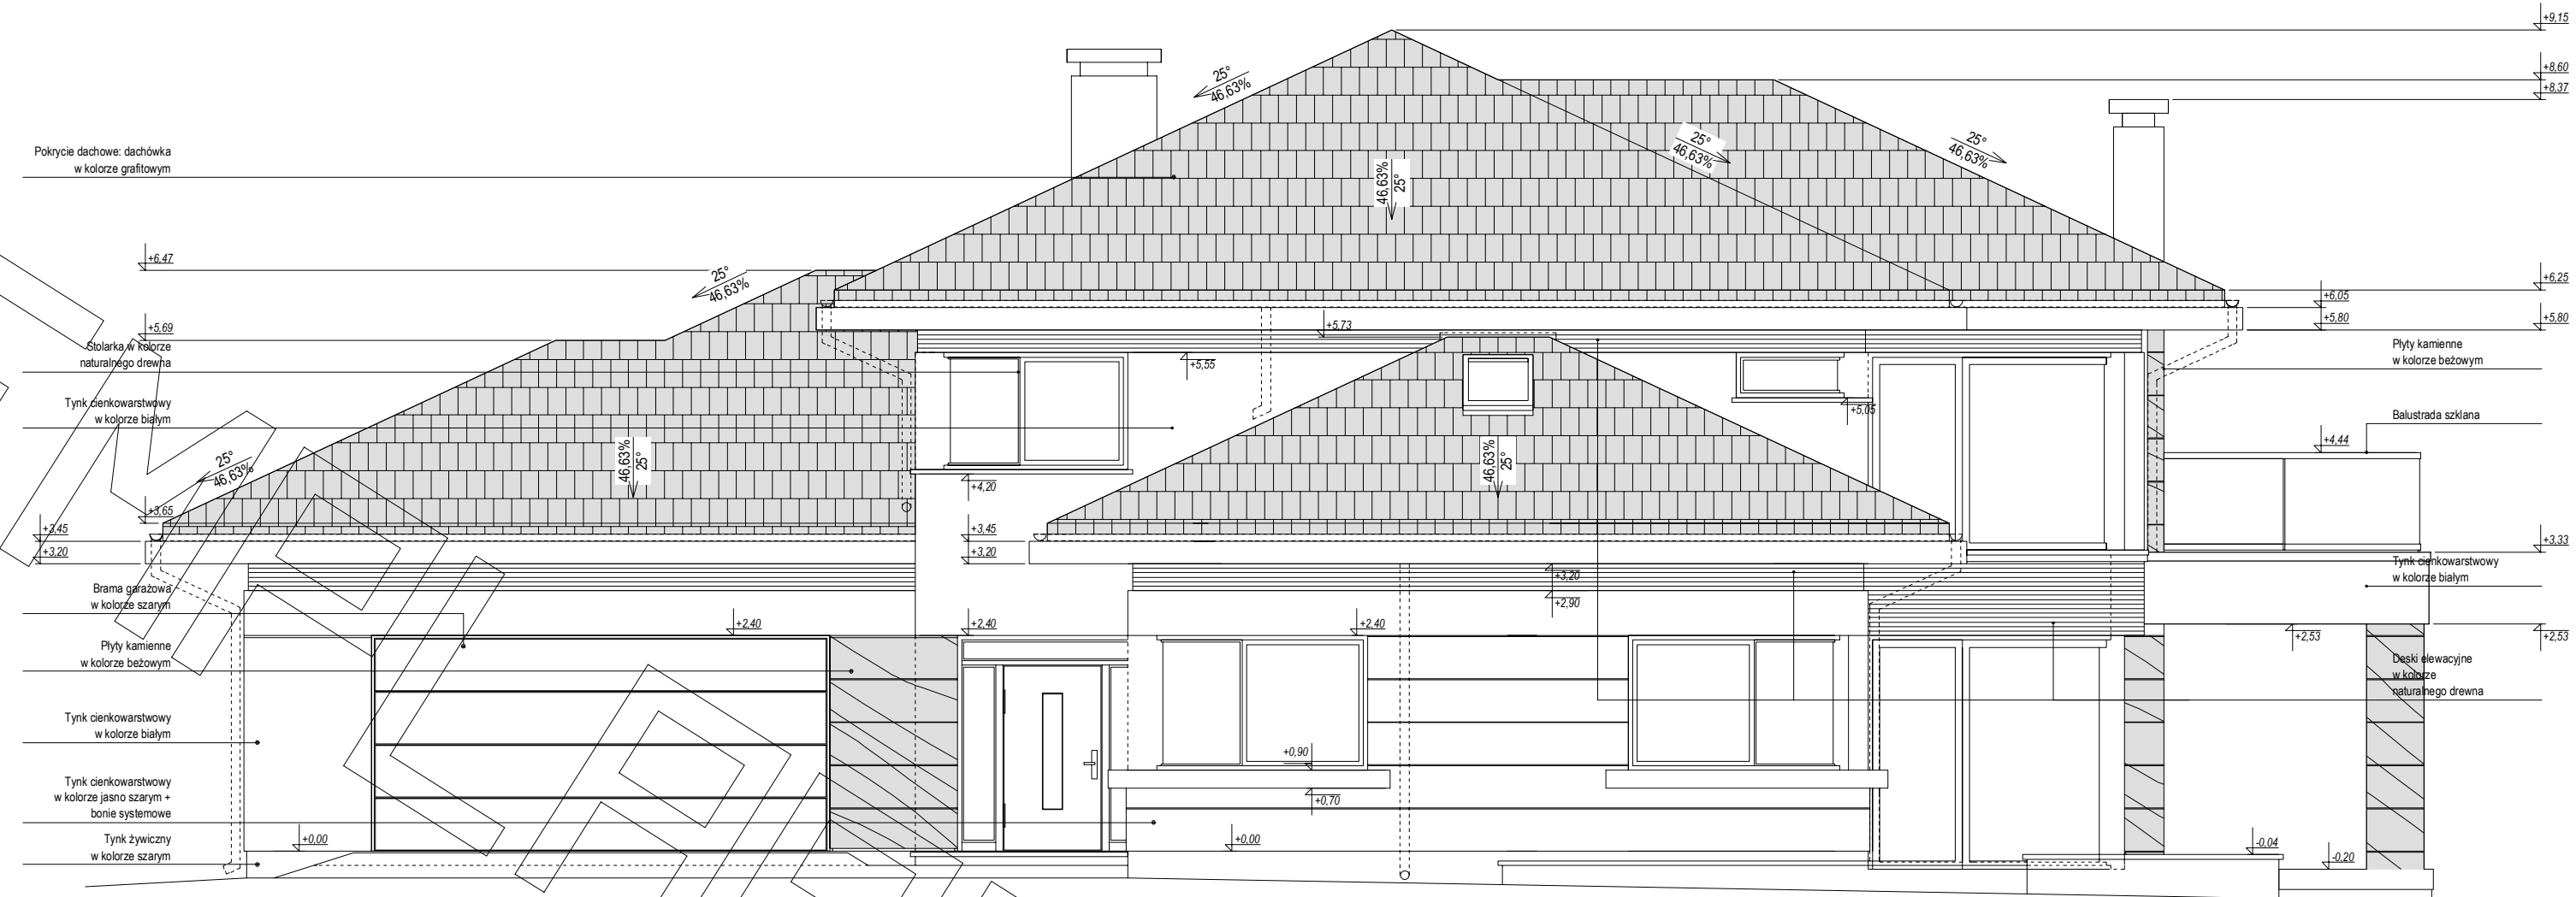 +9,15
+8,60
+8,37
25°
46,63%
25°
46,63%
25°
46,63%
46,63%
25°
Pokrycie dachowe: dachówka
w kolorze grafitowym
+6,47
25°
46,63%
+6,25
+6,05
+5,80
+5,80
+5,69
+5,73
+5,55
Stolarka w kolorze
naturalnego drewna
Płyty kamienne
w kolorze beżowym
Tynk cienkowarstwowy
w kolorze białym
+5,05
Balustrada szklana
+4,44
25°
46,63%
46,63%
25°
46,63%
25°
+4,20
+3,65
+3,45
+3,20
+3,45
+3,20
+3,33
+3,20
+2,90
Tynk cienkowarstwowy
w kolorze białym
Brama garażowa
w kolorze szarym
+2,40
+2,40
+2,40
+2,53
+2,53
Płyty kamienne
w kolorze beżowym
Deski elewacyjne
w kolorze
naturalnego drewna
Tynk cienkowarstwowy
w kolorze białym
+0,90
+0,70
Tynk cienkowarstwowy
w kolorze jasno szarym +
bonie systemowe
Tynk żywiczny
w kolorze szarym
+0,00
+0,00
-0.04
-0.20